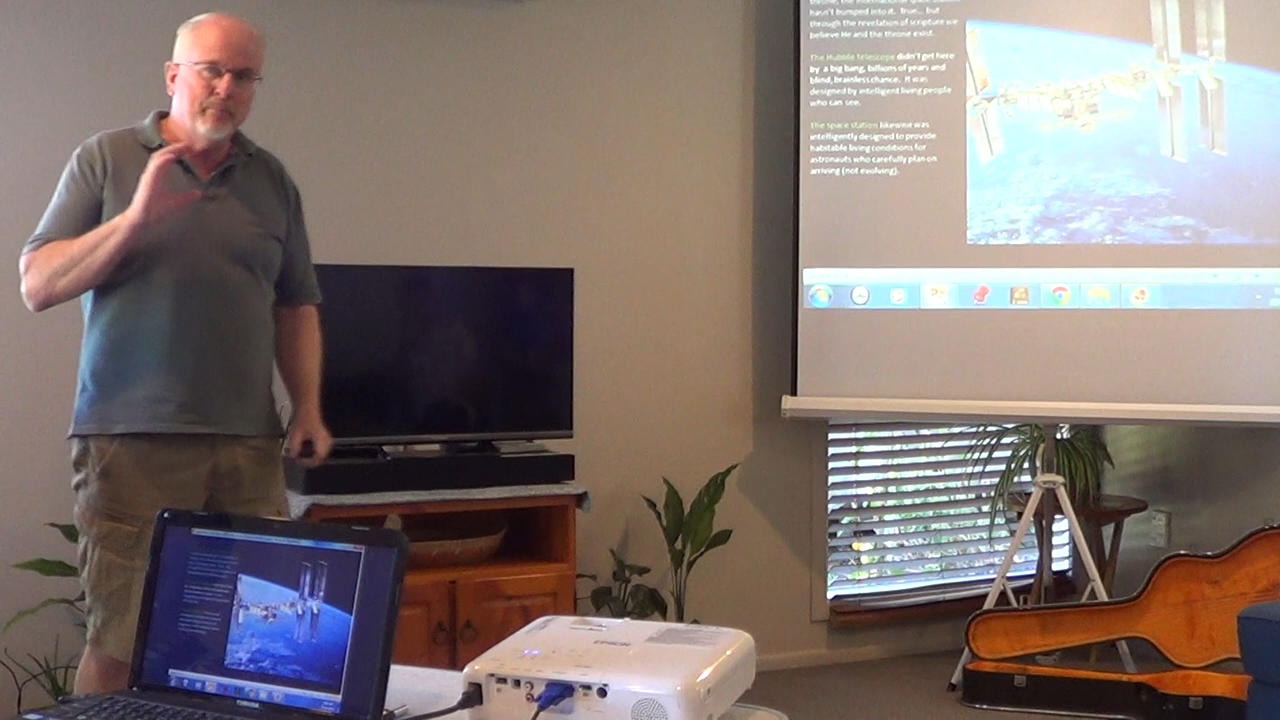 throne, the international space station
hasn't bumped into it. True... but
through the revelation of scripture we
believe He and the throne exist.
The Hubble telescope didn't get here
by a big bang, billions of years and
blind, brainless chance. It was
designed by intelligent living people
who can see.
The space station likewise was
intelligently designed to provide
habitable living conditions for
astronauts who carefully plan on
arriving (not evolving).
EPSON
TOSHIBA